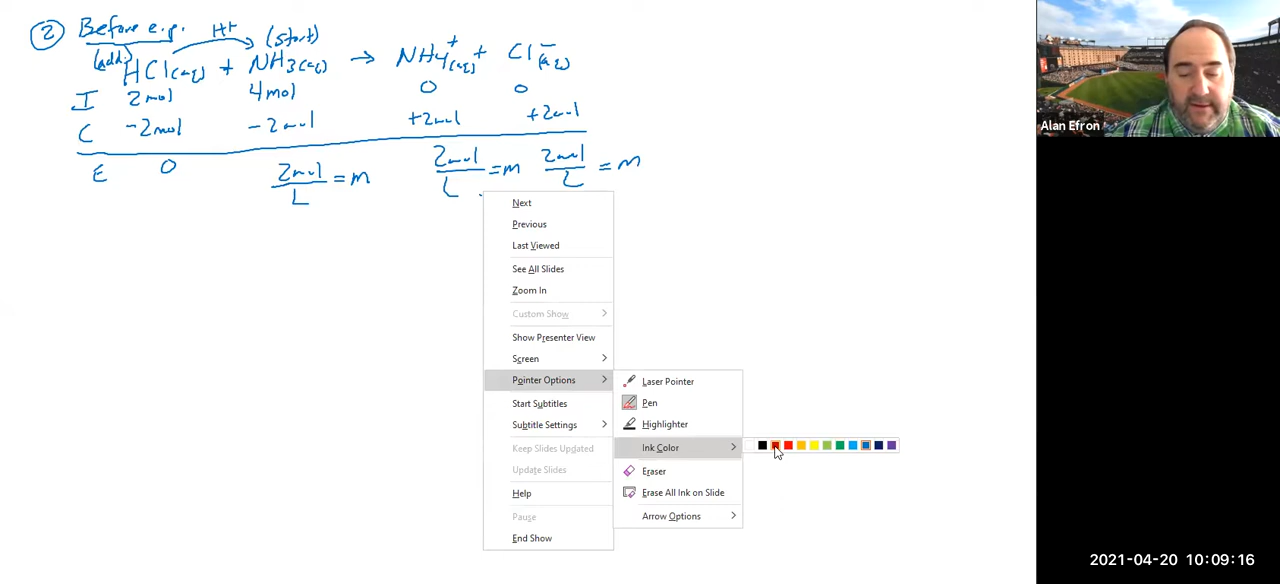 ② Before e.p.
H+
(add) (start)
HCl(aq) + NH3(aq) → NH4+(aq) + Cl-(aq)
I 2mol 4mol 0 0
C -2mol -2mol +2mol +2mol
E 0 2mol/L = M 2mol/L = M 2mol/L = M
Next
Previous
Last Viewed
See All Slides
Zoom In
Custom Show
Show Presenter View
Screen
Pointer Options
Start Subtitles
Subtitle Settings
Keep Slides Updated
Update Slides
Help
Pause
End Show
Laser Pointer
Pen
Highlighter
Ink Color
Eraser
Erase All Ink on Slide
Arrow Options
Alan Efron
2021-04-20 10:09:16